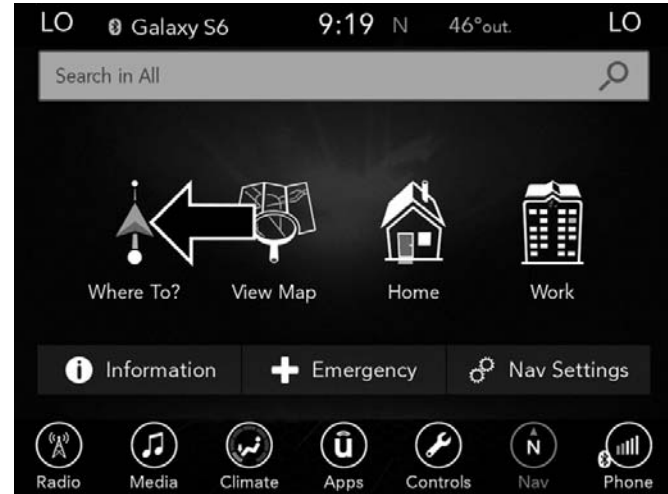 LO Galaxy S6 9:19 N 46°out. LO
Search in All
Where To? View Map Home Work
i Information Emergency Nav Settings
ū N
Radio Media Climate Apps Controls Nav Phone